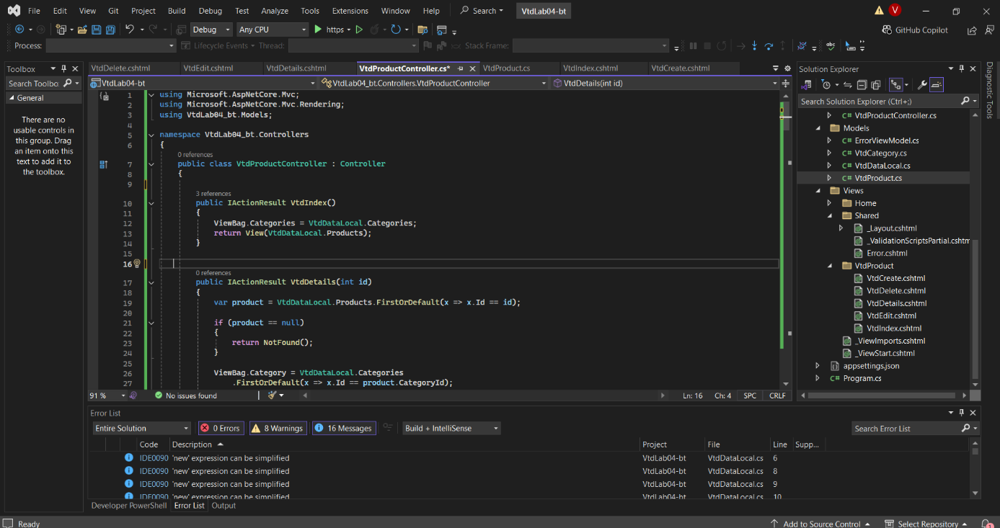 File Edit View Git Project Build Debug Test Analyze Tools Extensions Window Help Search VtdLab04-bt V
Debug Any CPU https GitHub Copilot
Process: Lifecycle Events Thread: Stack Frame:
Toolbox
Search Toolbo
General
There are no
usable controls in
this group. Drag
an item onto this
text to add it to
the toolbox.
VtdDelete.cshtml VtdEdit.cshtml VtdDetails.cshtml VtdProductController.cs* VtdProduct.cs VtdIndex.cshtml VtdCreate.cshtml
VtdLab04-bt VtdLab04_bt.Controllers.VtdProductController VtdDetails(int id)
1 using Microsoft.AspNetCore.Mvc;
2 using Microsoft.AspNetCore.Mvc.Rendering;
3 using VtdLab04_bt.Models;
4
5 namespace VtdLab04_bt.Controllers
6 {
0 references
7 public class VtdProductController : Controller
8 {
9
3 references
10 public IActionResult VtdIndex()
11 {
12 ViewBag.Categories = VtdDataLocal.Categories;
13 return View(VtdDataLocal.Products);
14 }
15
16
0 references
17 public IActionResult VtdDetails(int id)
18 {
19 var product = VtdDataLocal.Products.FirstOrDefault(x => x.Id == id);
20
21 if (product == null)
22 {
23 return NotFound();
24 }
25
26 ViewBag.Category = VtdDataLocal.Categories
27 .FirstOrDefault(x => x.Id == product.CategoryId);
91 % No issues found Ln: 16 Ch: 4 SPC CRLF
Solution Explorer
Search Solution Explorer (Ctrl+;)
C# VtdProductController.cs
Models
C# ErrorViewModel.cs
C# VtdCategory.cs
C# VtdDataLocal.cs
C# VtdProduct.cs
Views
Home
Shared
_Layout.cshtml
_ValidationScriptsPartial.cshtm
Error.cshtml
VtdProduct
VtdCreate.cshtml
VtdDelete.cshtml
VtdDetails.cshtml
VtdEdit.cshtml
VtdIndex.cshtml
_ViewImports.cshtml
_ViewStart.cshtml
appsettings.json
C# Program.cs
Diagnostic Tools
Error List
Entire Solution 0 Errors 8 Warnings 16 Messages Build + IntelliSense Search Error List
Code Description Project File Line Supp...
IDE0090 'new' expression can be simplified VtdLab04-bt VtdDataLocal.cs 6
IDE0090 'new' expression can be simplified VtdLab04-bt VtdDataLocal.cs 8
IDE0090 'new' expression can be simplified VtdLab04-bt VtdDataLocal.cs 9
IDE0090 'new' expression can be simplified VtdLab04-bt VtdDataLocal.cs 10
Developer PowerShell Error List Output
Ready Add to Source Control Select Repository 1